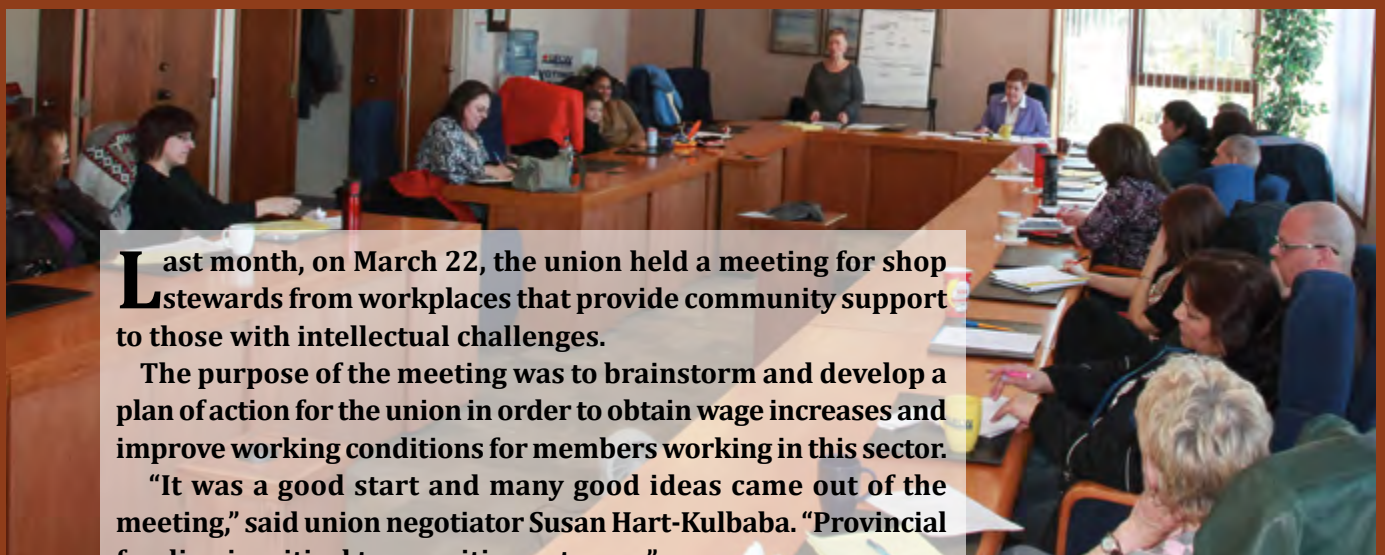 Last month, on March 22, the union held a meeting for shop
stewards from workplaces that provide community support
to those with intellectual challenges.
The purpose of the meeting was to brainstorm and develop a
plan of action for the union in order to obtain wage increases and
improve working conditions for members working in this sector.
“It was a good start and many good ideas came out of the
meeting,” said union negotiator Susan Hart-Kulbaba. “Provincial